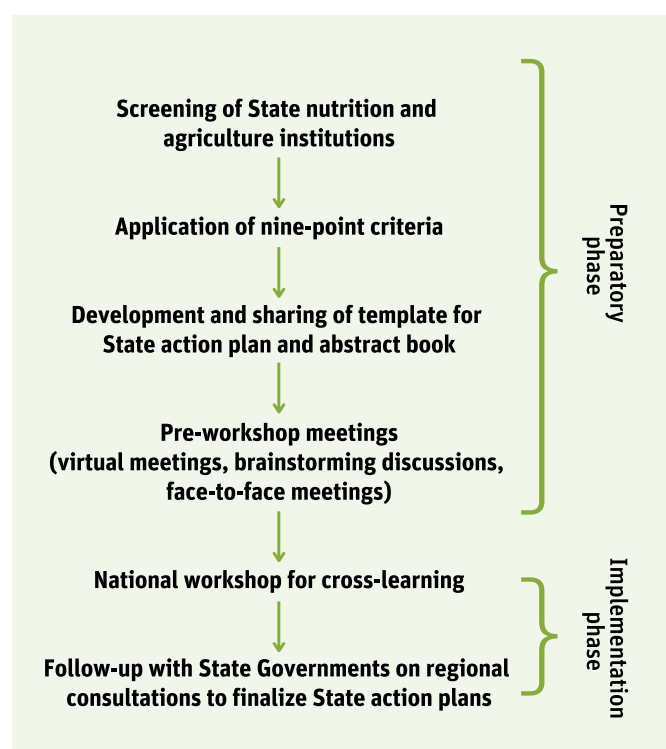 Screening of State nutrition and
agriculture institutions
Application of nine-point criteria
Development and sharing of template for
State action plan and abstract book
Pre-workshop meetings
(virtual meetings, brainstorming discussions,
face-to-face meetings)
Preparatory
phase
National workshop for cross-learning
Follow-up with State Governments on regional
consultations to finalize State action plans
Implementation
phase